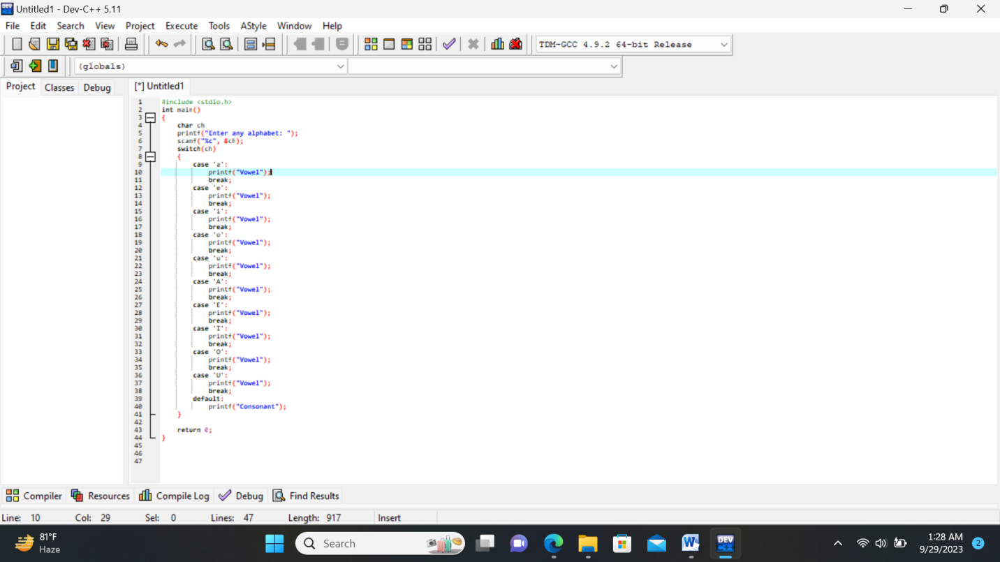 Untitled1 - Dev-C++ 5.11
File Edit Search View Project Execute Tools AStyle Window Help
TDM-GCC 4.9.2 64-bit Release
(globals)
Project Classes Debug [*] Untitled1
1 #include <stdio.h>
2 int main()
3 {
4 char ch
5 printf("Enter any alphabet: ");
6 scanf("%c", &ch);
7 switch(ch)
8 {
9 case 'a':
10 printf("Vowel");
11 break;
12 case 'e':
13 printf("Vowel");
14 break;
15 case 'i':
16 printf("Vowel");
17 break;
18 case 'o':
19 printf("Vowel");
20 break;
21 case 'u':
22 printf("Vowel");
23 break;
24 case 'A':
25 printf("Vowel");
26 break;
27 case 'E':
28 printf("Vowel");
29 break;
30 case 'I':
31 printf("Vowel");
32 break;
33 case 'O':
34 printf("Vowel");
35 break;
36 case 'U':
37 printf("Vowel");
38 break;
39 default:
40 printf("Consonant");
41 }
42
43 return 0;
44 }
45
46
47
Compiler Resources Compile Log Debug Find Results
Line: 10 Col: 29 Sel: 0 Lines: 47 Length: 917 Insert
81°F
Haze
Search
DEV
1:28 AM
9/29/2023
2